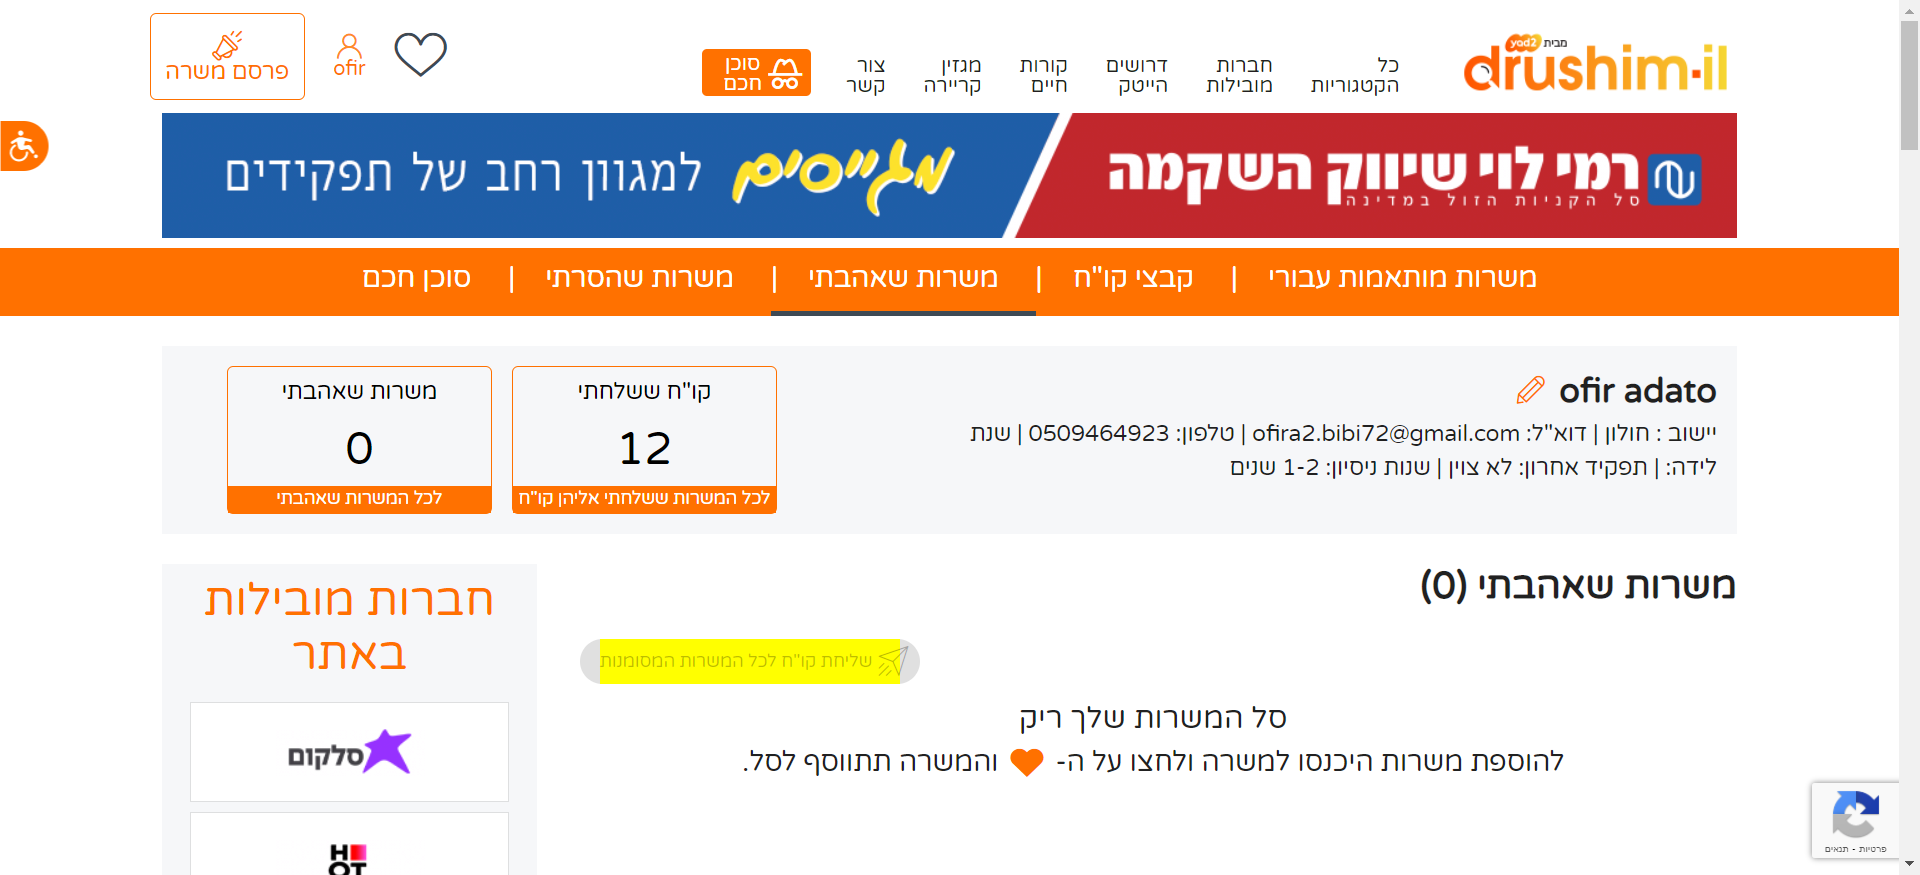 מבית yad2
drushim·il
כל הקטגוריות
חברות מובילות
דרושים הייטק
קורות חיים
מגזין קריירה
צור קשר
סוכן חכם
ofir
פרסם משרה
רמי לוי שיווק השקמה
סל הקניות הזול במדינה
מגייסים למגוון רחב של תפקידים
משרות מותאמות עבורי | קבצי קו"ח | משרות שאהבתי | משרות שהסרתי | סוכן חכם
ofir adato
יישוב : חולון | דוא"ל: ofira2.bibi72@gmail.com | טלפון: 0509464923 | שנת
לידה: | תפקיד אחרון: לא צוין | שנות ניסיון: 1-2 שנים
קו"ח ששלחתי
12
לכל המשרות ששלחתי אליהן קו"ח
משרות שאהבתי
0
לכל המשרות שאהבתי
משרות שאהבתי (0)
שליחת קו"ח לכל המשרות המסומנות
סל המשרות שלך ריק
להוספת משרות היכנסו למשרה ולחצו על ה- והמשרה תתווסף לסל.
חברות מובילות
באתר
סלקום
HOT
פרטיות - תנאים